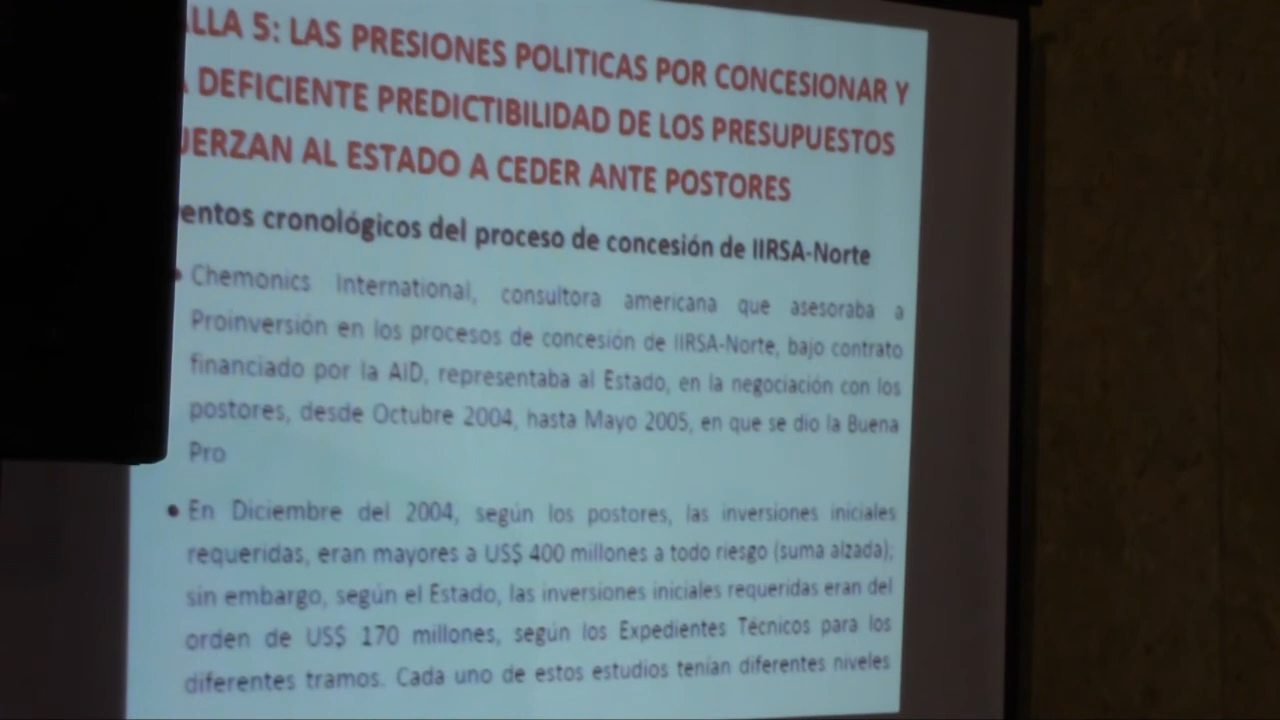 ALLA 5: LAS PRESIONES POLITICAS POR CONCESIONAR Y
A DEFICIENTE PREDICTIBILIDAD DE LOS PRESUPUESTOS
UERZAN AL ESTADO A CEDER ANTE POSTORES
entos cronológicos del proceso de concesión de IIRSA-Norte
• Chemonics International, consultora americana que asesoraba a
Proinversión en los procesos de concesión de IIRSA-Norte, bajo contrato
financiado por la AID, representaba al Estado, en la negociación con los
postores, desde Octubre 2004, hasta Mayo 2005, en que se dio la Buena
Pro
• En Diciembre del 2004, según los postores, las inversiones iniciales
requeridas, eran mayores a US$ 400 millones a todo riesgo (suma alzada);
sin embargo, según el Estado, las inversiones iniciales requeridas eran del
orden de US$ 170 millones, según los Expedientes Técnicos para los
diferentes tramos. Cada uno de estos estudios tenían diferentes niveles